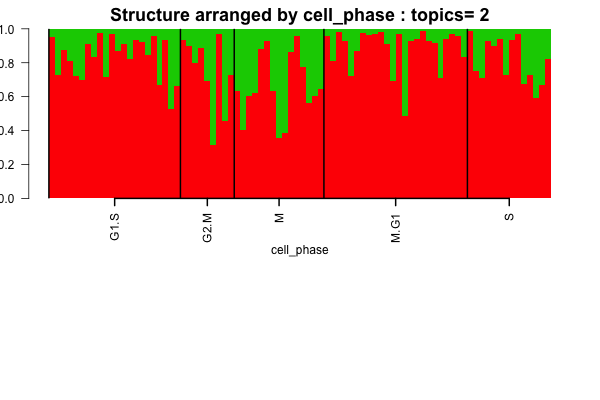 Structure arranged by cell_phase : topics= 2
1.0
0.8
0.6
0.4
0.2
0.0
G1.S
G2.M
M
M.G1
S
cell_phase